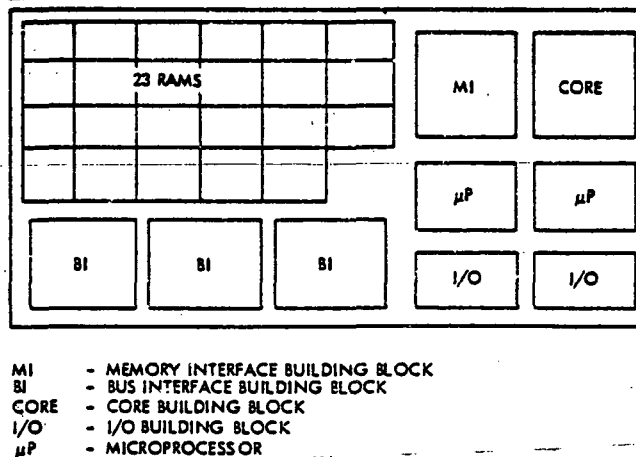 23 RAMS
MI
CORE
μP
μP
BI
BI
BI
I/O
I/O
MI - MEMORY INTERFACE BUILDING BLOCK
BI - BUS INTERFACE BUILDING BLOCK
CORE - CORE BUILDING BLOCK
I/O - I/O BUILDING BLOCK
μP - MICROPROCESSOR